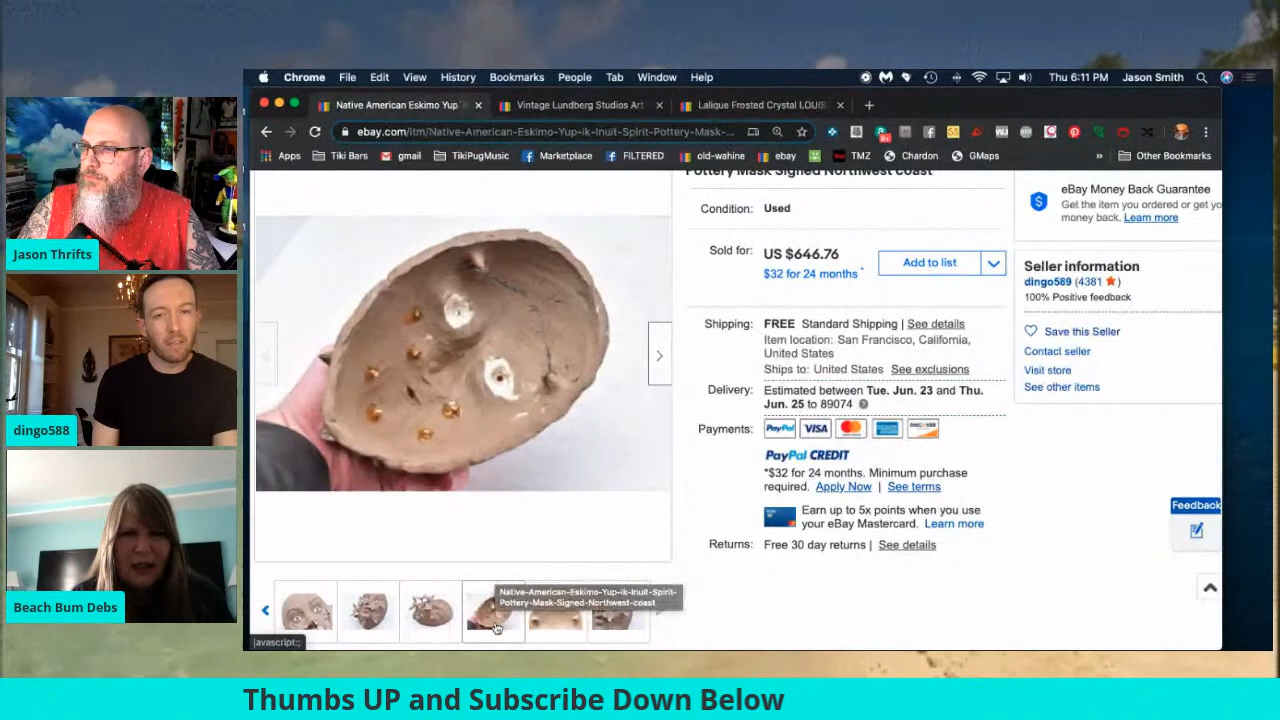 Jason Thrifts
dingo588
Beach Bum Debs
Chrome File Edit View History Bookmarks People Tab Window Help
Thu 6:11 PM Jason Smith
Native American Eskimo Yup
Vintage Lundberg Studios Art
Lalique Frosted Crystal LOUIS
ebay.com/itm/Native-American-Eskimo-Yup-ik-Inuit-Spirit-Pottery-Mask-...
Apps Tiki Bars gmail TikiPugMusic Marketplace FILTERED old-wahine ebay TMZ Chardon GMaps » Other Bookmarks
Pottery Mask Signed Northwest coast
Condition: Used
Sold for: US $646.76
$32 for 24 months *
Add to list
Shipping: FREE Standard Shipping | See details
Item location: San Francisco, California,
United States
Ships to: United States See exclusions
Delivery: Estimated between Tue. Jun. 23 and Thu.
Jun. 25 to 89074
Payments: PayPal VISA DISCOVER
PayPal CREDIT
*$32 for 24 months. Minimum purchase
required. Apply Now | See terms
Earn up to 5x points when you use
your eBay Mastercard. Learn more
Returns: Free 30 day returns | See details
eBay Money Back Guarantee
Get the item you ordered or get yo
money back. Learn more
Seller information
dingo589 (4381 )
100% Positive feedback
Save this Seller
Contact seller
Visit store
See other items
Feedback
Native-American-Eskimo-Yup-ik-Inuit-Spirit-
Pottery-Mask-Signed-Northwest-coast
javascript:;
Thumbs UP and Subscribe Down Below